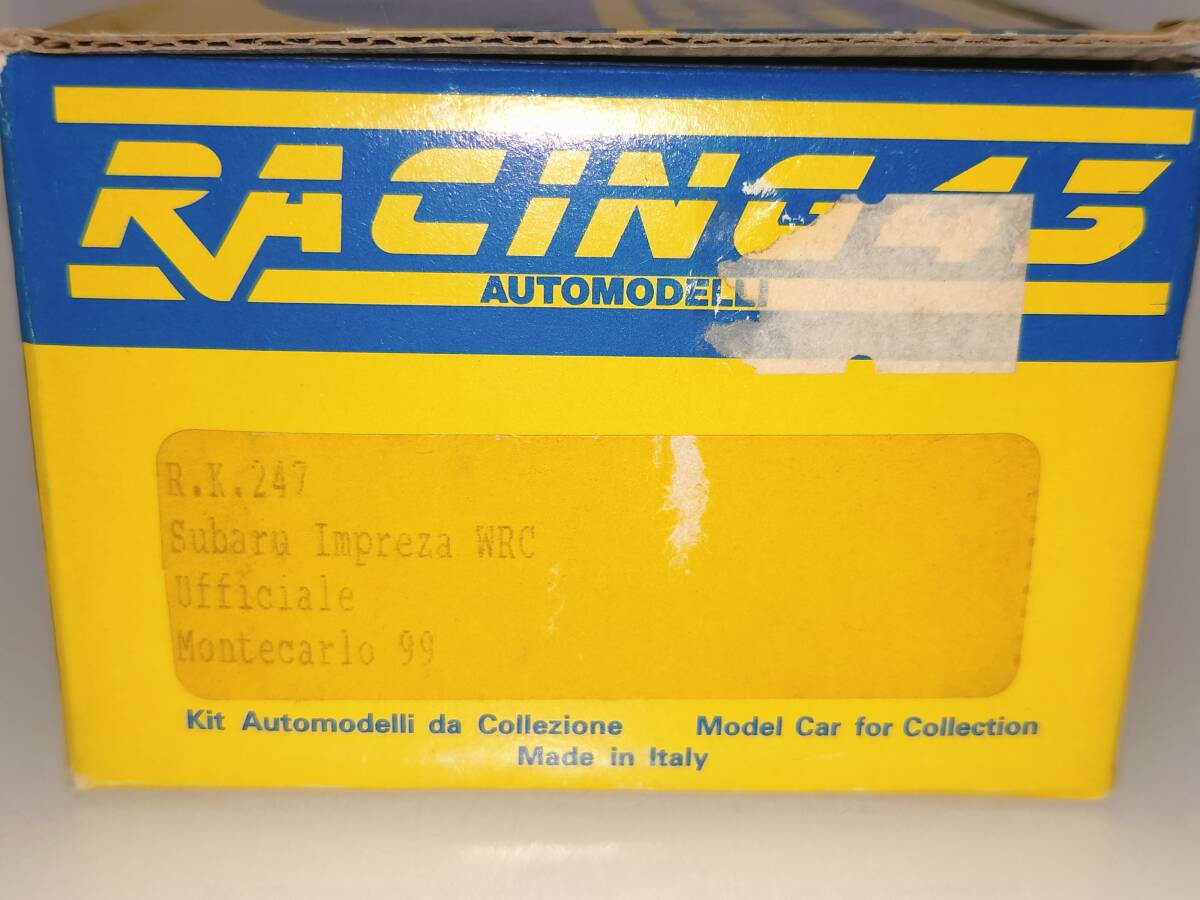 RACING 43
AUTOMODELLI
R.K.247
Subaru Impreza WRC
Ufficiale
Montecarlo 99
Kit Automodelli da Collezione Model Car for Collection
Made in Italy